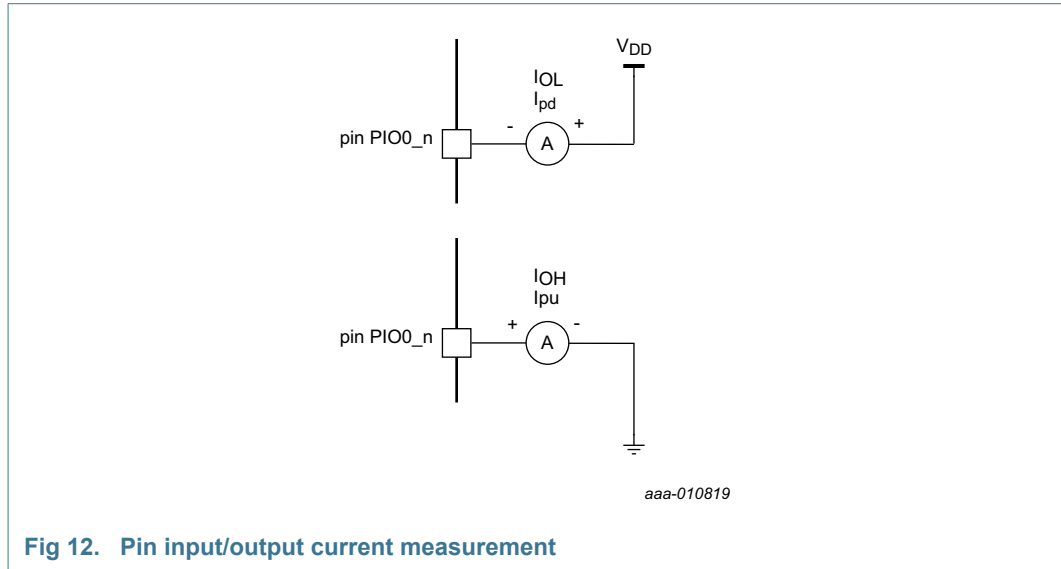 VDD
IOL
Ipd
pin PIO0_n
-
+
A
IOH
Ipu
pin PIO0_n
+
-
A
aaa-010819
Fig 12. Pin input/output current measurement